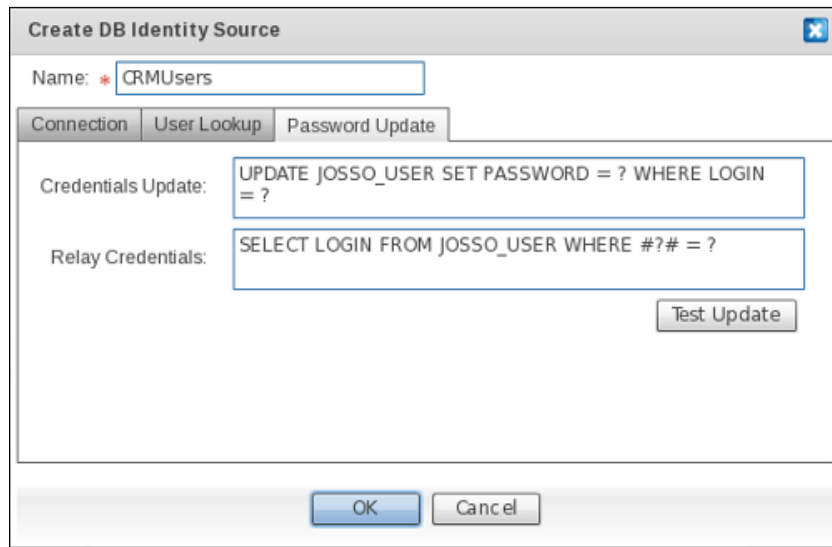 Create DB Identity Source
Name: * CRMUsers
Connection User Lookup Password Update
Credentials Update: UPDATE JOSSO_USER SET PASSWORD = ? WHERE LOGIN
= ?
Relay Credentials: SELECT LOGIN FROM JOSSO_USER WHERE #?# = ?
Test Update
OK Cancel